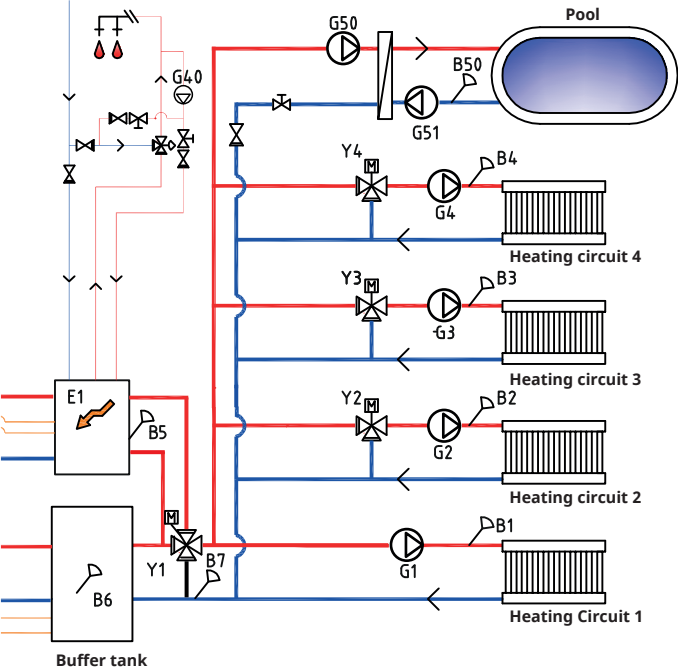 Pool
G50
B50
G40
G51
Y4
M
B4
G4
Heating circuit 4
Y3
M
B3
-G3
Heating circuit 3
E1
B5
Y2
M
B2
G2
Heating circuit 2
M
Y1
B7
B1
G1
B6
Heating Circuit 1
Buffer tank